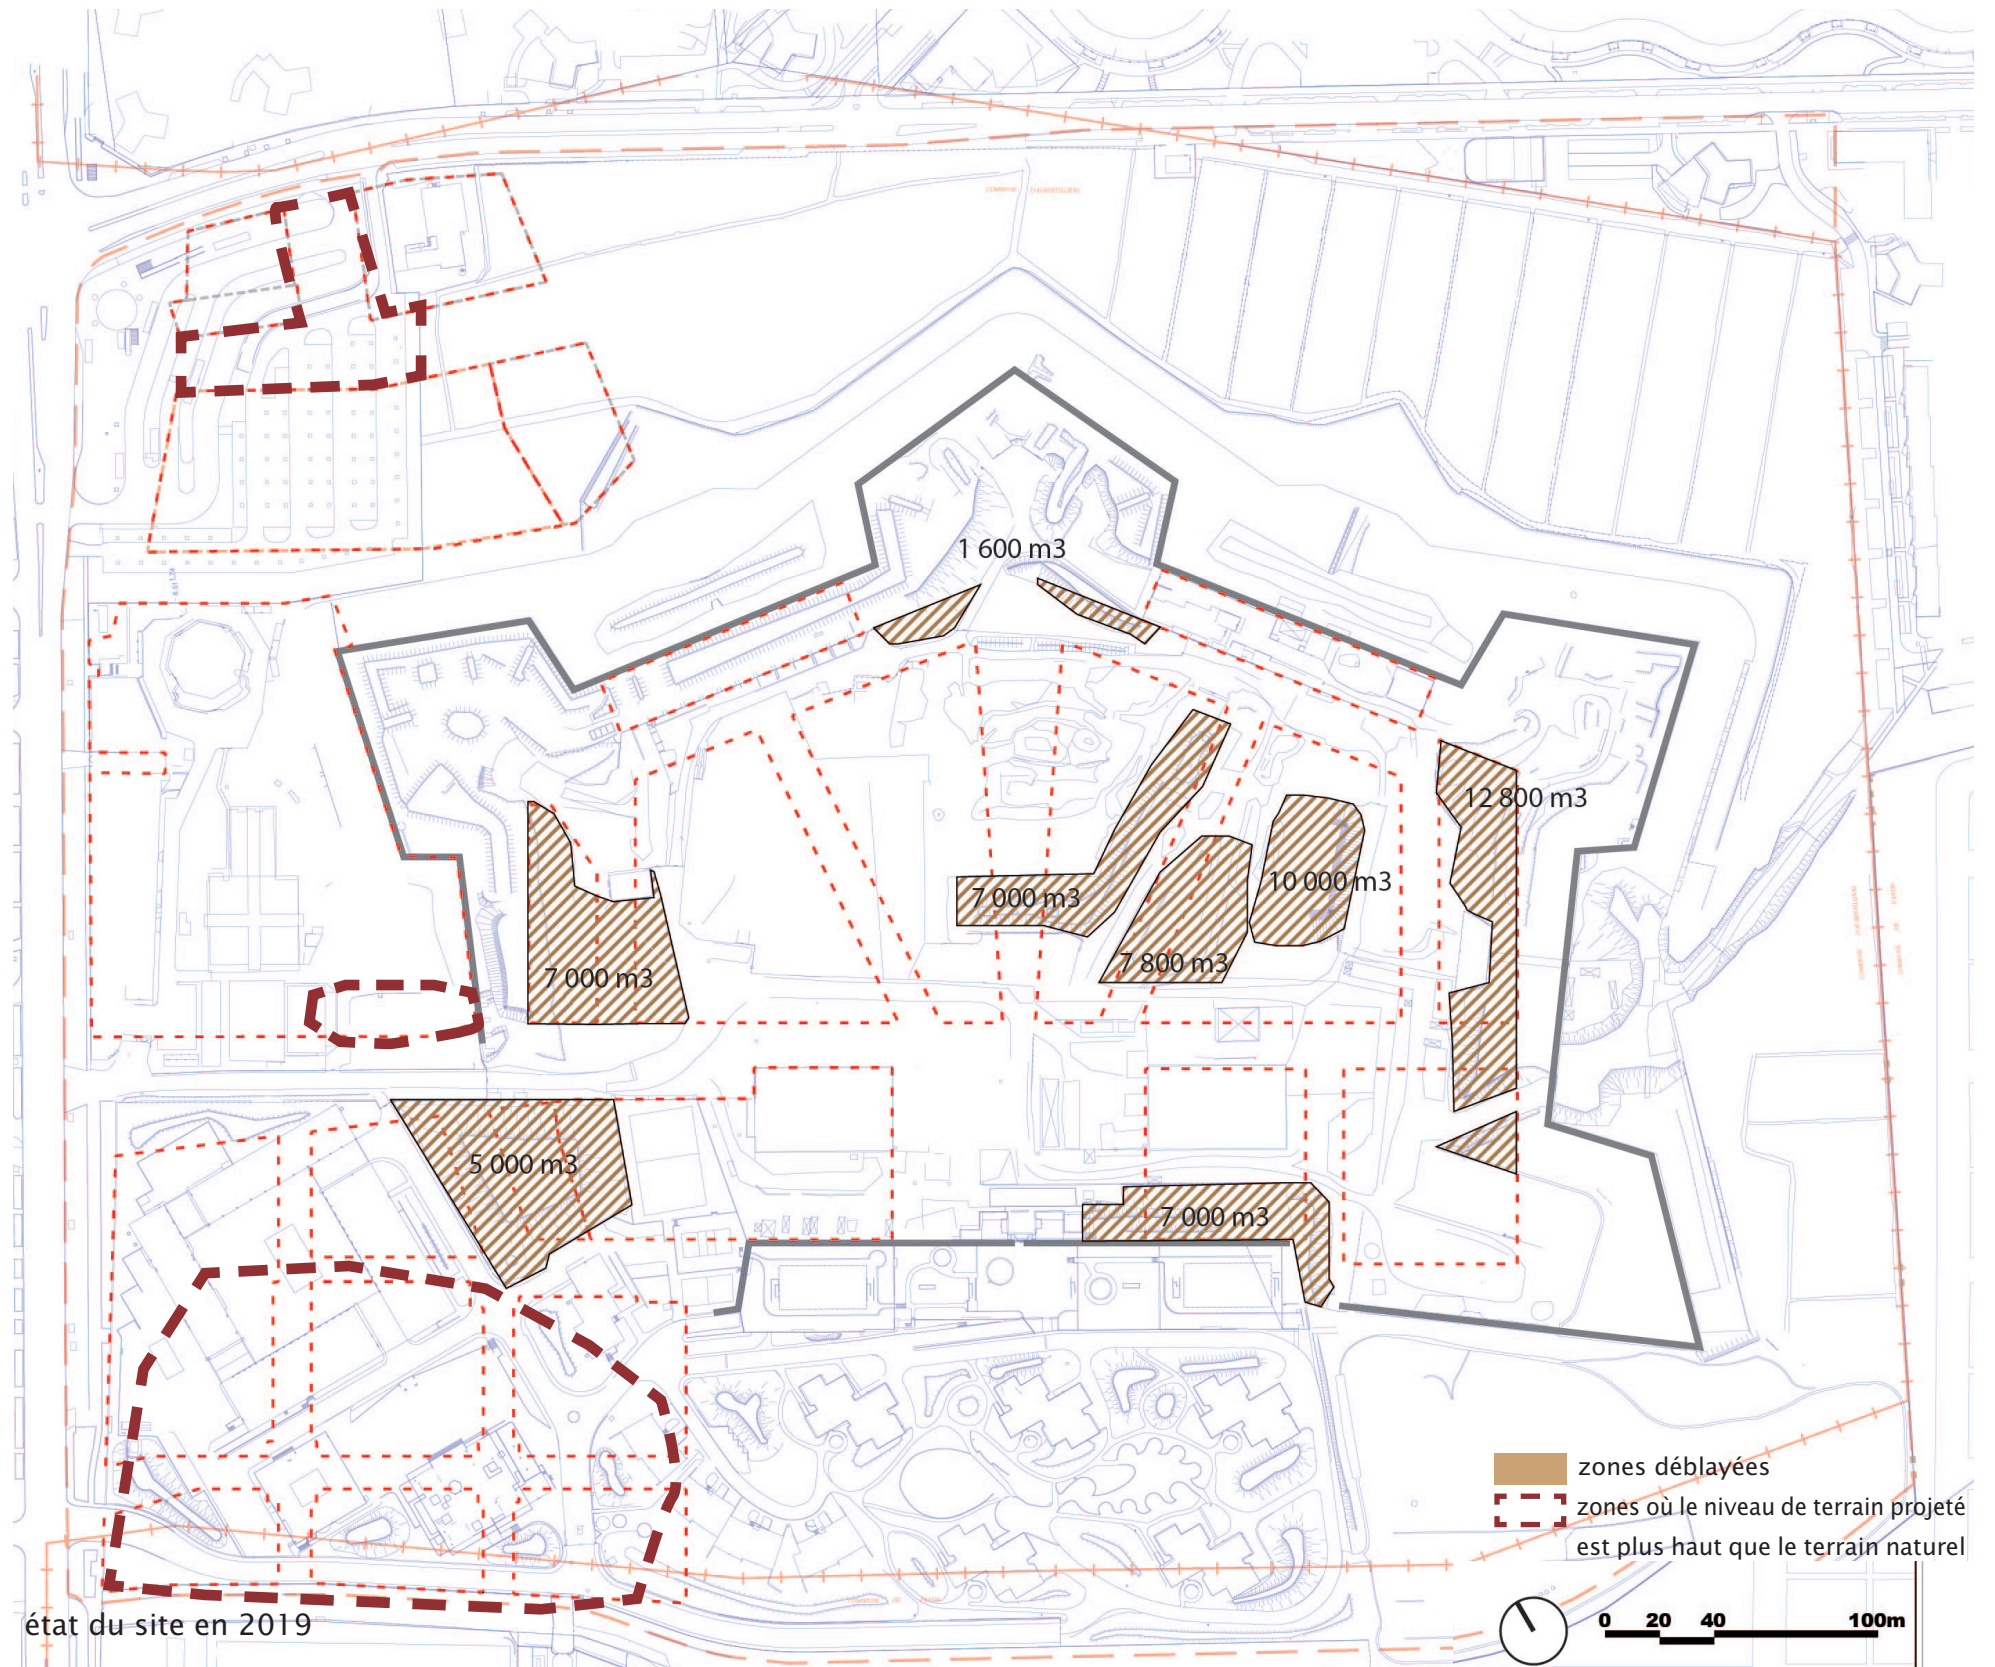 1 600 m3
12 800 m3
10 000 m3
7 000 m3
7 800 m3
7 000 m3
5 000 m3
7 000 m3
zones déblayées
zones où le niveau de terrain projeté
est plus haut que le terrain naturel
état du site en 2019
0 20 40 100m